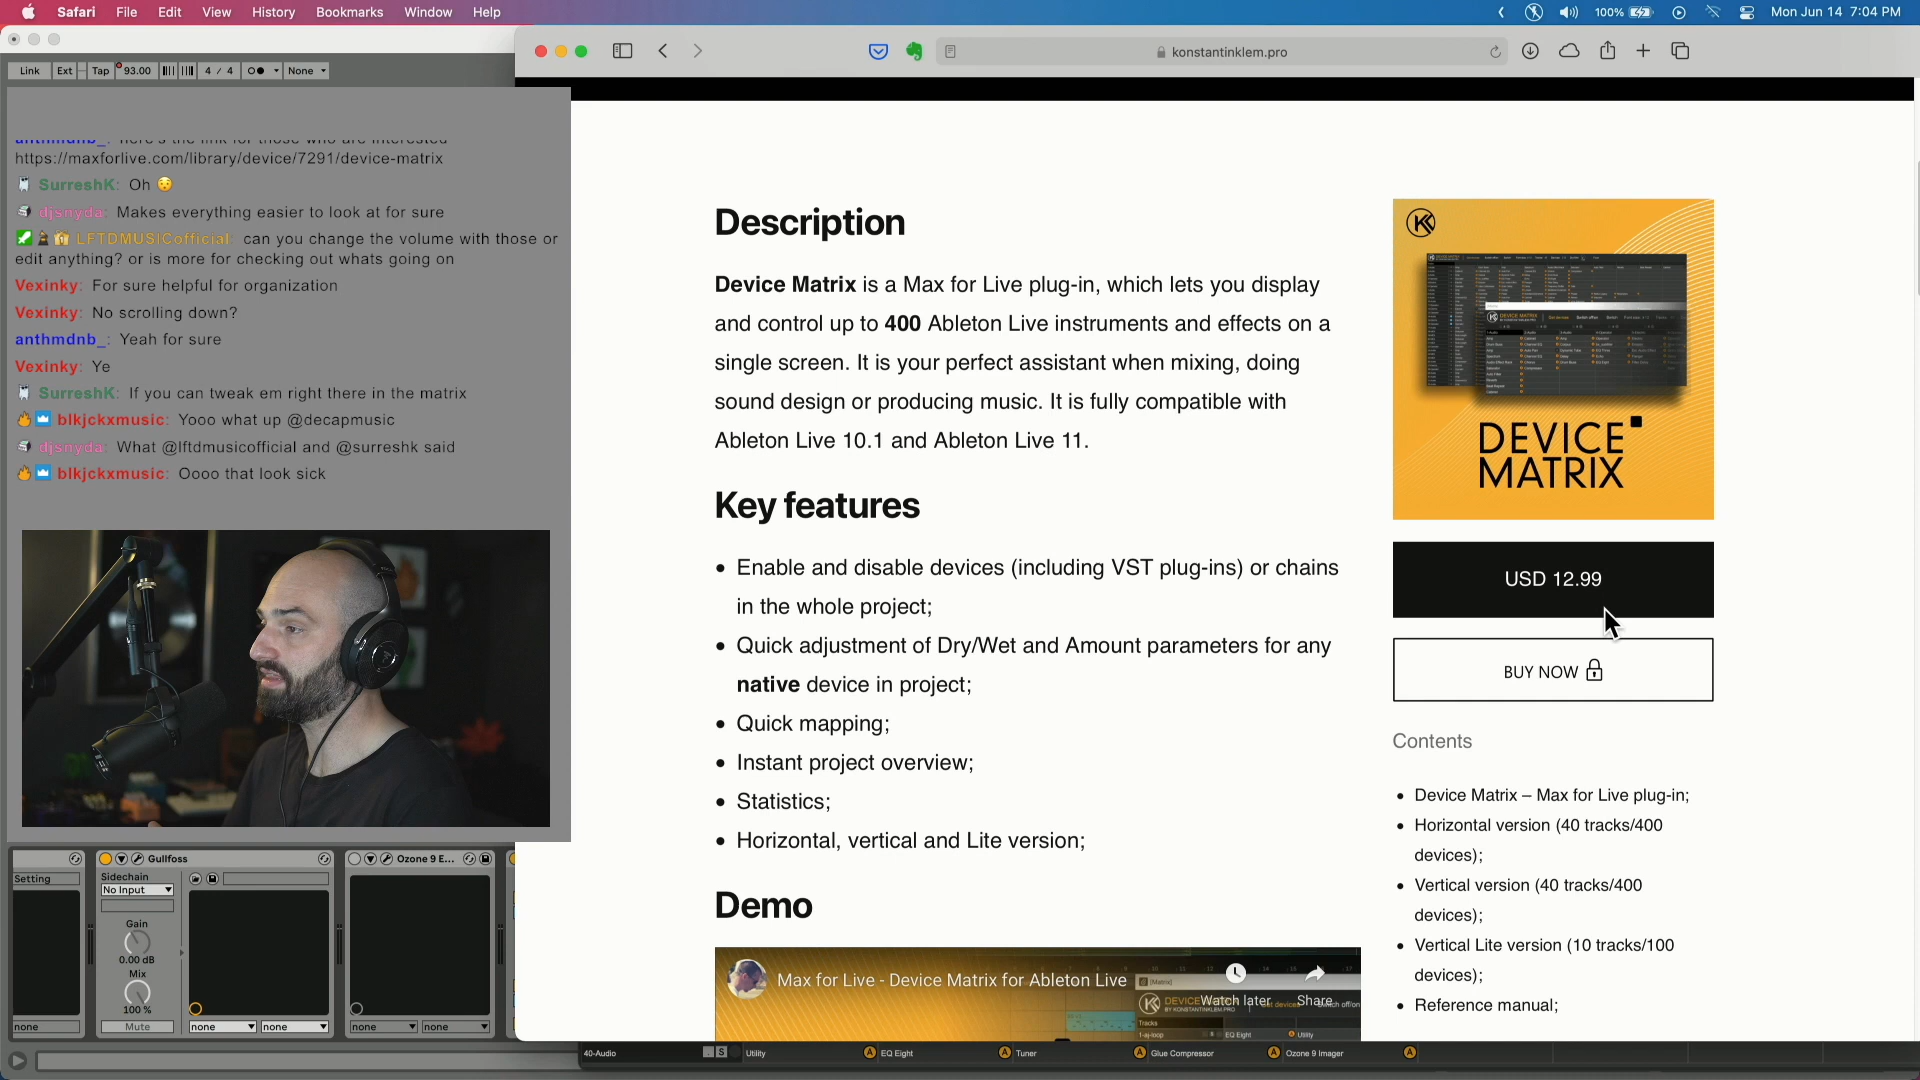 Safari File Edit View History Bookmarks Window Help
100% Mon Jun 14 7:04 PM
Link Ext Tap 93.00 4 / 4 None
konstantinklem.pro
anthmdnb_: here's the link for those who are interested
https://maxforlive.com/library/device/7291/device-matrix
SurreshK: Oh
djsnyda: Makes everything easier to look at for sure
LFTDMUSICofficial: can you change the volume with those or
edit anything? or is more for checking out whats going on
Vexinky: For sure helpful for organization
Vexinky: No scrolling down?
anthmdnb_: Yeah for sure
Vexinky: Ye
SurreshK: If you can tweak em right there in the matrix
blkjckxmusic: Yooo what up @decapmusic
djsnyda: What @lftdmusicofficial and @surreshk said
blkjckxmusic: Oooo that look sick
Description
Device Matrix is a Max for Live plug-in, which lets you display
and control up to 400 Ableton Live instruments and effects on a
single screen. It is your perfect assistant when mixing, doing
sound design or producing music. It is fully compatible with
Ableton Live 10.1 and Ableton Live 11.
Key features
• Enable and disable devices (including VST plug-ins) or chains
in the whole project;
• Quick adjustment of Dry/Wet and Amount parameters for any
native device in project;
• Quick mapping;
• Instant project overview;
• Statistics;
• Horizontal, vertical and Lite version;
Demo
Max for Live - Device Matrix for Ableton Live
Watch later Share
DEVICE
MATRIX
USD 12.99
BUY NOW
Contents
• Device Matrix – Max for Live plug-in;
• Horizontal version (40 tracks/400
devices);
• Vertical version (40 tracks/400
devices);
• Vertical Lite version (10 tracks/100
devices);
• Reference manual;
Setting
none
Gullfoss
Sidechain
No Input
Gain
0.00 dB
Mix
100 %
Mute
none none
Ozone 9 E...
none none
40-Audio S Utility A EQ Eight A Tuner A Glue Compressor A Ozone 9 Imager A